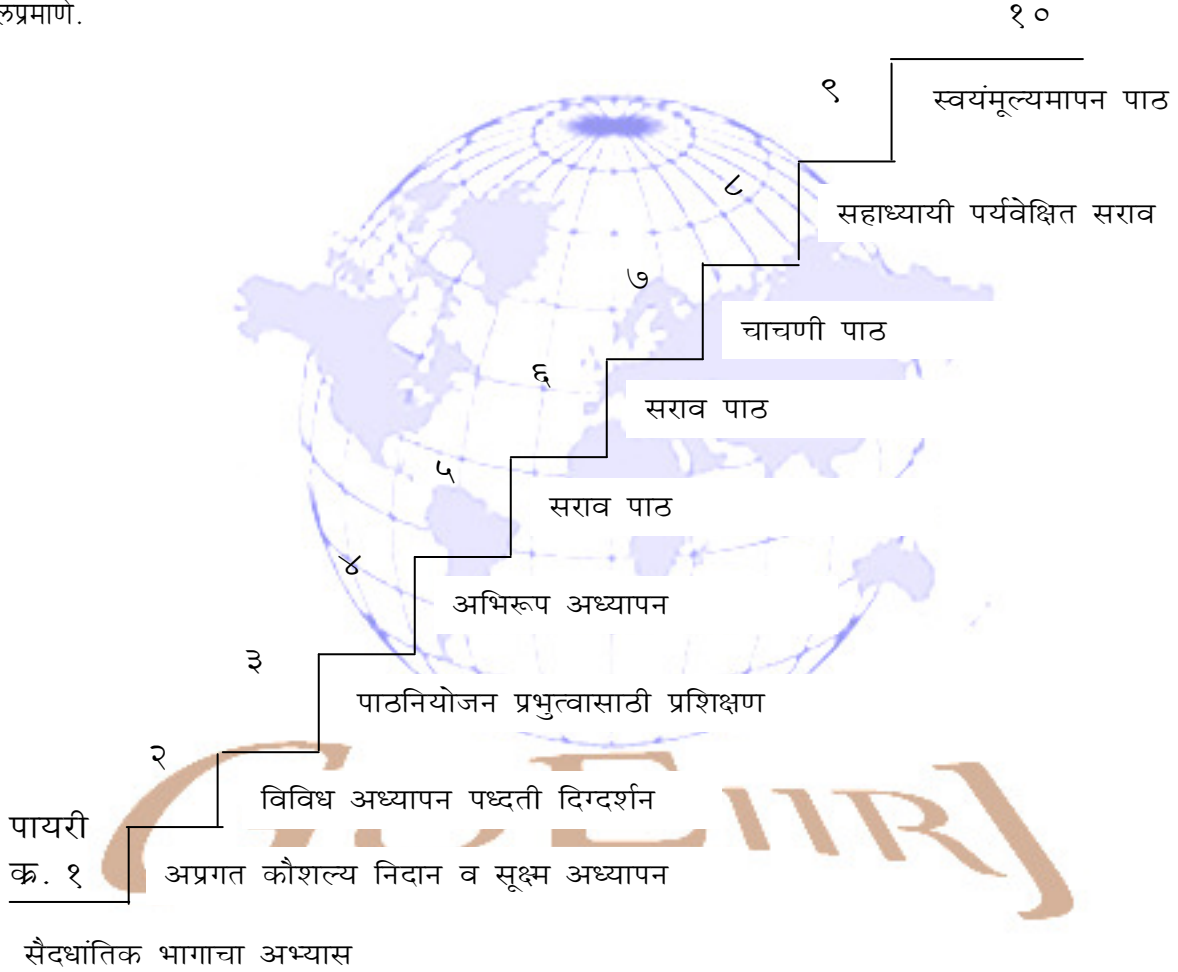 लप्रमाणे.
१०
९
स्वयंमूल्यमापन पाठ
८
सहाध्यायी पर्यवेक्षित सराव
७
चाचणी पाठ
६
सराव पाठ
५
सराव पाठ
४
अभिरूप अध्यापन
३
पाठनियोजन प्रभुत्वासाठी प्रशिक्षण
२
विविध अध्यापन पध्दती दिग्दर्शन
पायरी
क्र. १
अप्रगत कौशल्य निदान व सूक्ष्म अध्यापन
सैदधांतिक भागाचा अभ्यास